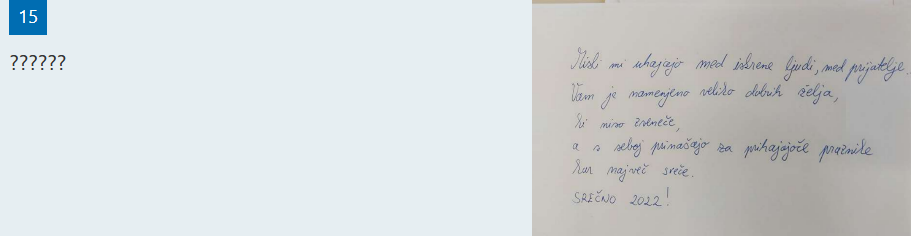 15
??????
Misli mi uhajajo med iskrene ljudi, med prijatelje.
Vam je namenjeno veliko dobrih želja,
ki niso zveneče,
a s seboj prinašajo za prihajajoče praznike
kar največ sreče.
SREČNO 2022!